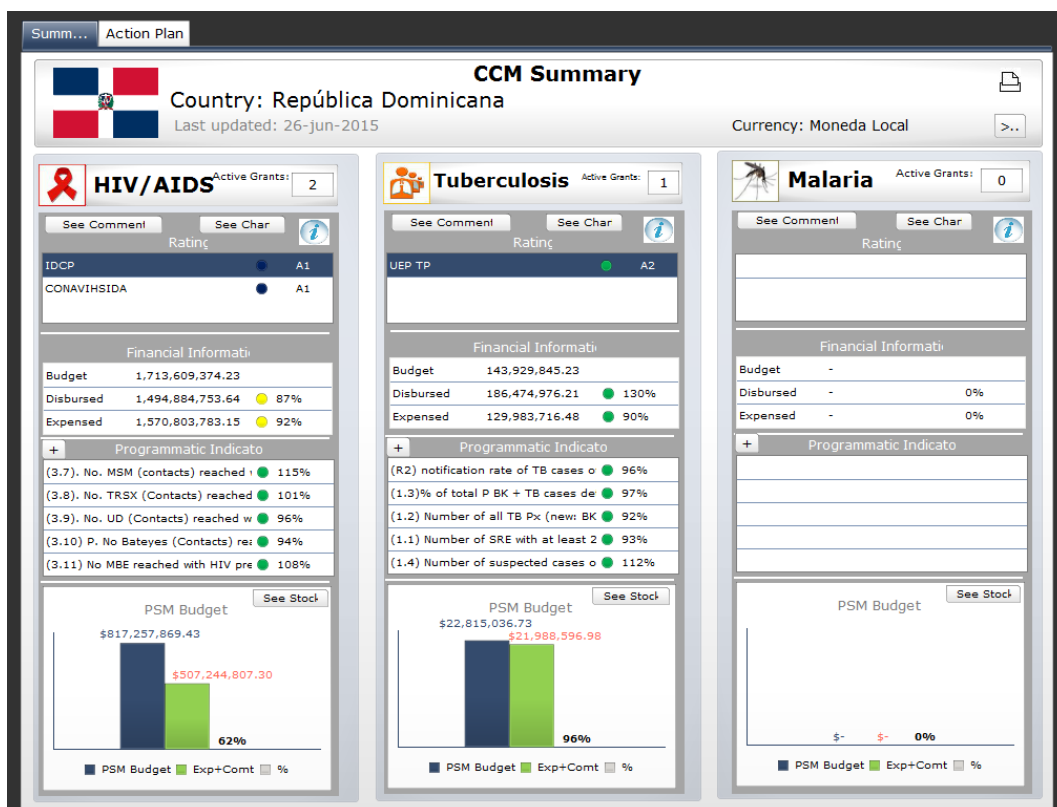 Summ... Action Plan
CCM Summary
Country: República Dominicana
Last updated: 26-jun-2015
Currency: Moneda Local
>..
HIV/AIDS Active Grants: 2
See Comment See Char
Rating
IDCP A1
CONAVIHSIDA A1
Financial Informati
Budget 1,713,609,374.23
Disbursed 1,494,884,753.64 87%
Expensed 1,570,803,783.15 92%
+ Programmatic Indicato
(3.7). No. MSM (contacts) reached 115%
(3.8). No. TRSX (Contacts) reached 101%
(3.9). No. UD (Contacts) reached w 96%
(3.10) P. No Bateyes (Contacts) rea 94%
(3.11) No MBE reached with HIV pre 108%
See Stock
PSM Budget
$817,257,869.43
$507,244,807.30
62%
PSM Budget Exp+Comt %
Tuberculosis Active Grants: 1
See Comment See Char
Rating
UEP TP A2
Financial Informati
Budget 143,929,845.23
Disbursed 186,474,976.21 130%
Expensed 129,983,716.48 90%
+ Programmatic Indicato
(R2) notification rate of TB cases o 96%
(1.3)% of total P BK + TB cases de 97%
(1.2) Number of all TB Px (new: BK 92%
(1.1) Number of SRE with at least 2 93%
(1.4) Number of suspected cases o 112%
See Stock
PSM Budget
$22,815,036.73
$21,988,596.98
96%
PSM Budget Exp+Comt %
Malaria Active Grants: 0
See Comment See Char
Rating
Financial Informati
Budget -
Disbursed - 0%
Expensed - 0%
+ Programmatic Indicato
See Stock
PSM Budget
$- $- 0%
PSM Budget Exp+Comt %